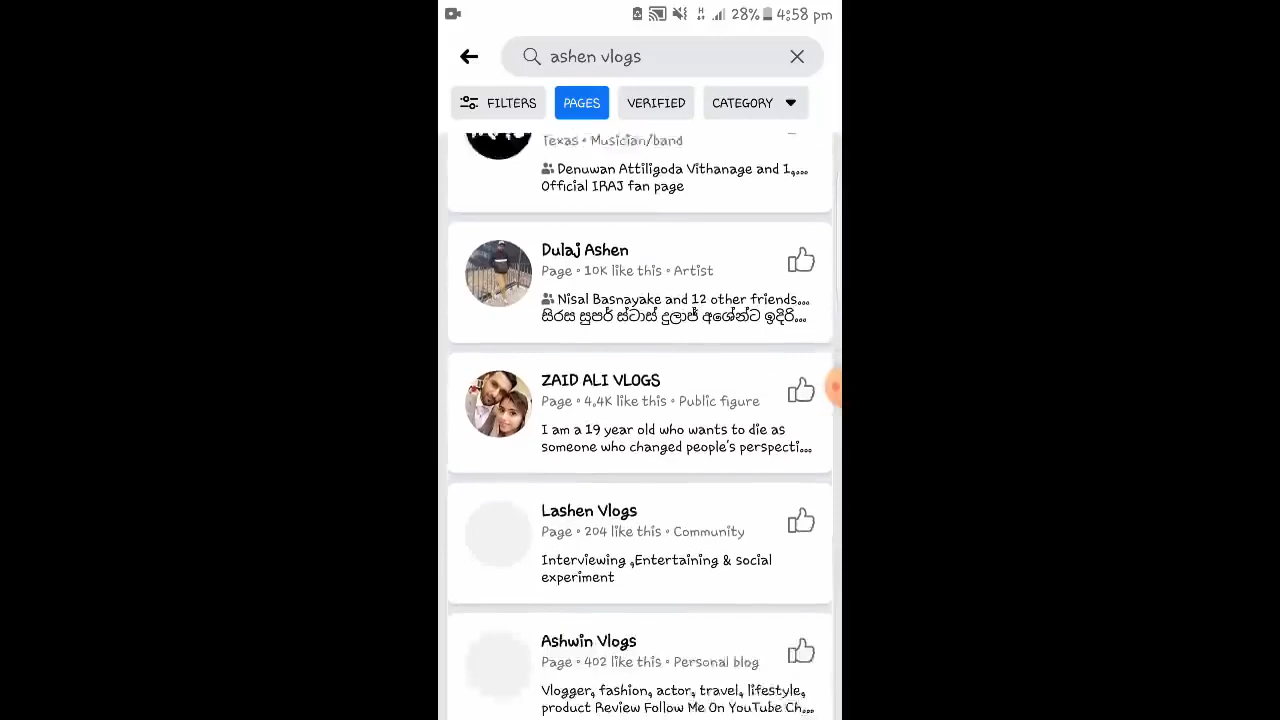 H 28% 4:58 pm
ashen vlogs
FILTERS PAGES VERIFIED CATEGORY
Texas • Musician/band
Denuwan Attiligoda Vithanage and 1,...
Official IRAJ fan page
Dulaj Ashen
Page • 10K like this • Artist
Nisal Basnayake and 12 other friends...
සිරස සුපර් ස්ටාස් දුලාජ් අශේන්ට ඉදිරි...
ZAID ALI VLOGS
Page • 4.4K like this • Public figure
I am a 19 year old who wants to die as
someone who changed people's perspecti...
Lashen Vlogs
Page • 204 like this • Community
Interviewing ,Entertaining & social
experiment
Ashwin Vlogs
Page • 402 like this • Personal blog
Vlogger, fashion, actor, travel, lifestyle,
product Review Follow Me On YouTube Ch...